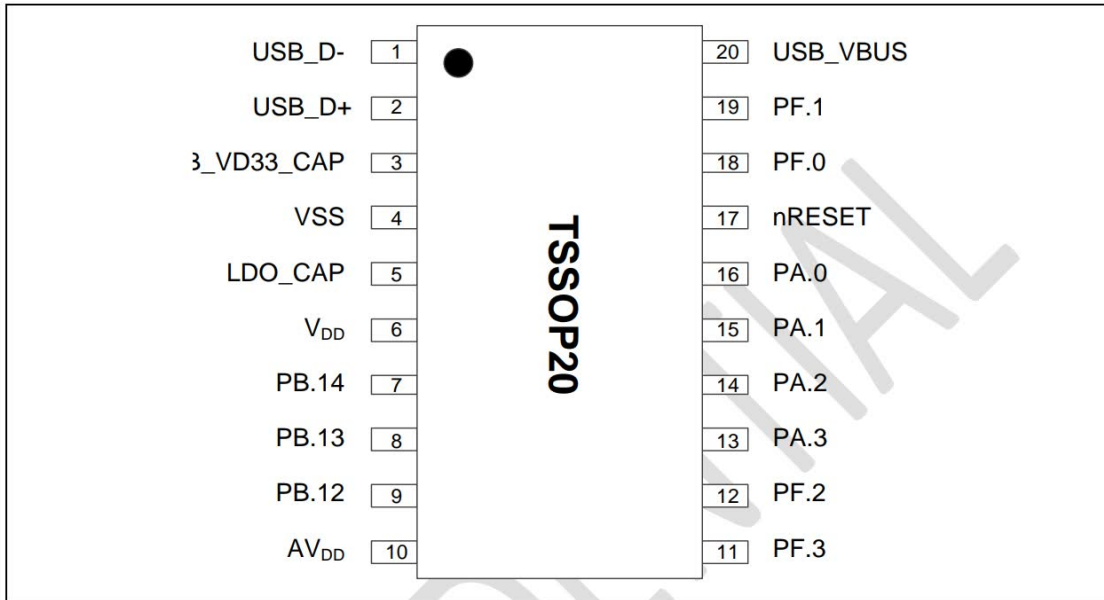 USB_D- 1 20 USB_VBUS
USB_D+ 2 19 PF.1
B_VD33_CAP 3 18 PF.0
VSS 4 17 nRESET
LDO_CAP 5 16 PA.0
VDD 6 15 PA.1
PB.14 7 14 PA.2
PB.13 8 13 PA.3
PB.12 9 12 PF.2
AVDD 10 11 PF.3
TSSOP20